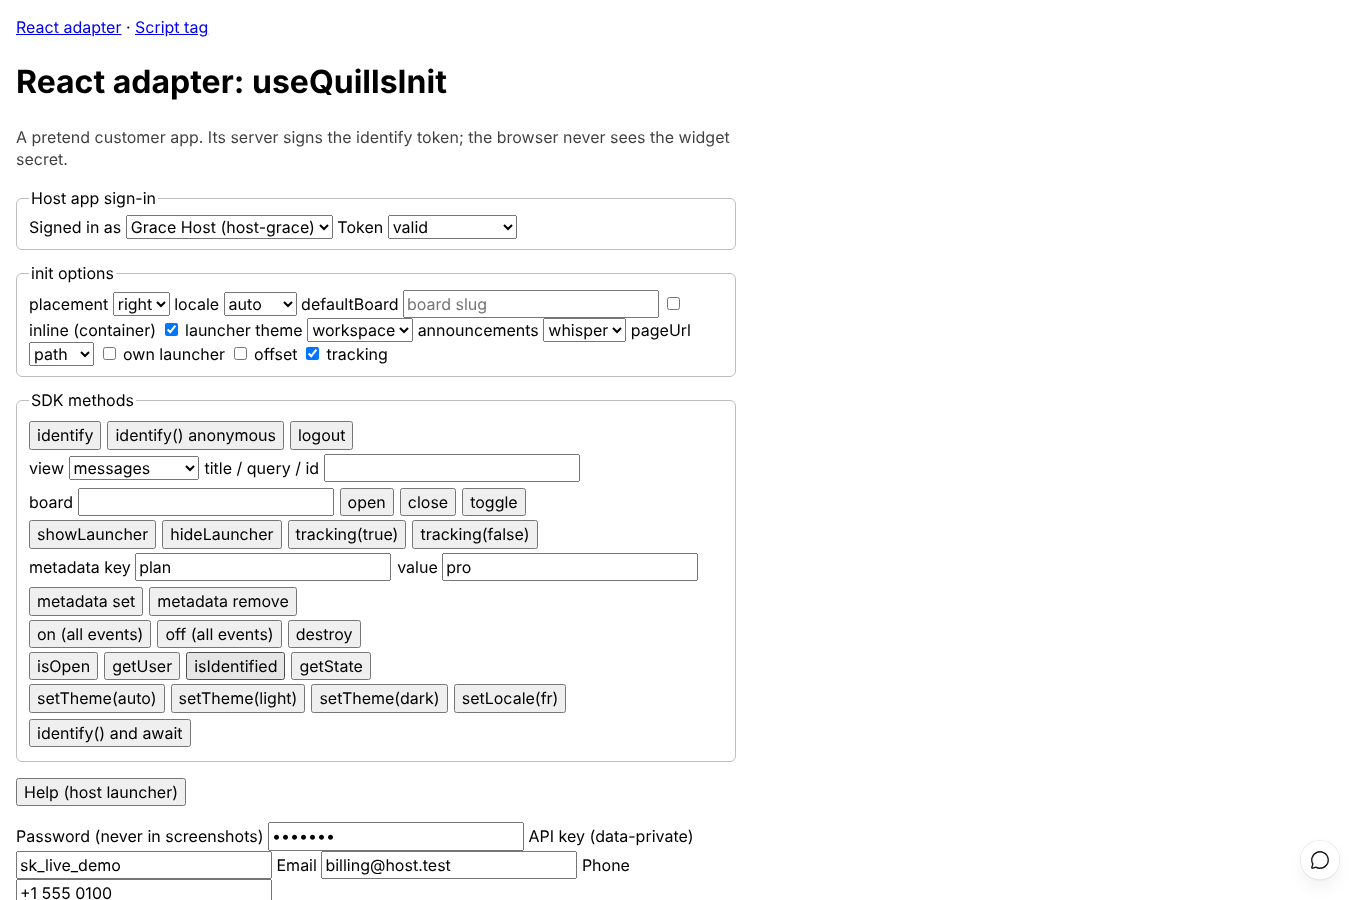 React adapter · Script tag
React adapter: useQuillsInit
A pretend customer app. Its server signs the identify token; the browser never sees the widget
secret.
Host app sign-in
Signed in as Grace Host (host-grace) Token valid
init options
placement right locale auto defaultBoard board slug
inline (container) launcher theme workspace announcements whisper pageUrl
path own launcher offset tracking
SDK methods
identify identify() anonymous logout
view messages title / query / id
board open close toggle
showLauncher hideLauncher tracking(true) tracking(false)
metadata key plan value pro
metadata set metadata remove
on (all events) off (all events) destroy
isOpen getUser isIdentified getState
setTheme(auto) setTheme(light) setTheme(dark) setLocale(fr)
identify() and await
Help (host launcher)
Password (never in screenshots) ••••••• API key (data-private)
sk_live_demo Email billing@host.test Phone
+1 555 0100